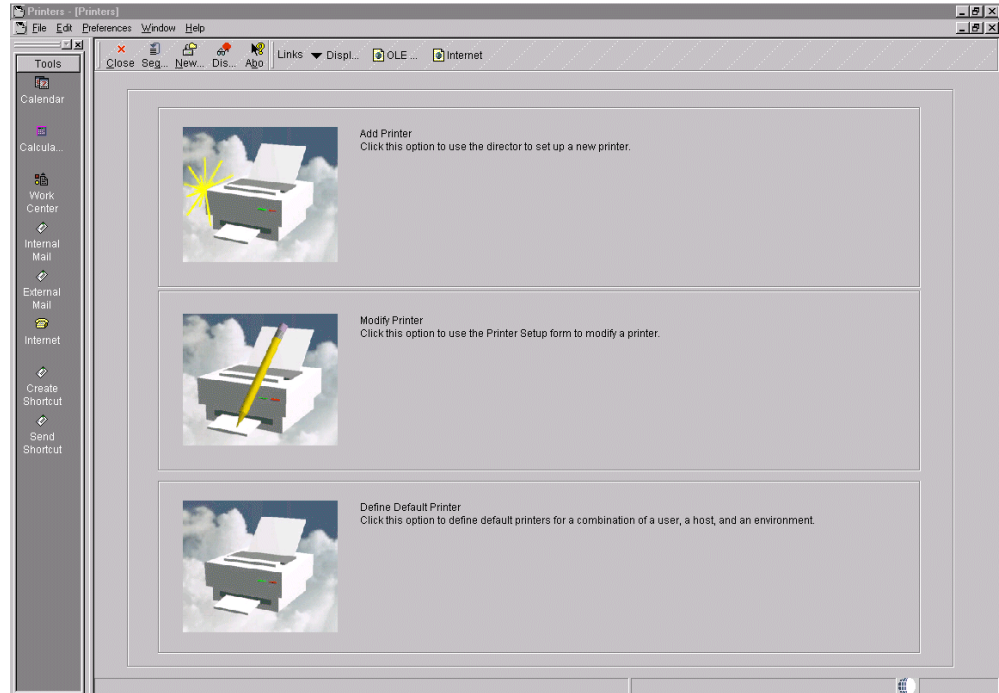 Printers - [Printers]
File Edit Preferences Window Help
Tools
Close Seg... New... Dis... Abo Links Displ... OLE ... Internet
Calendar
Calcula...
Work
Center
Internal
Mail
External
Mail
Internet
Create
Shortcut
Send
Shortcut
Add Printer
Click this option to use the director to set up a new printer.
Modify Printer
Click this option to use the Printer Setup form to modify a printer.
Define Default Printer
Click this option to define default printers for a combination of a user, a host, and an environment.